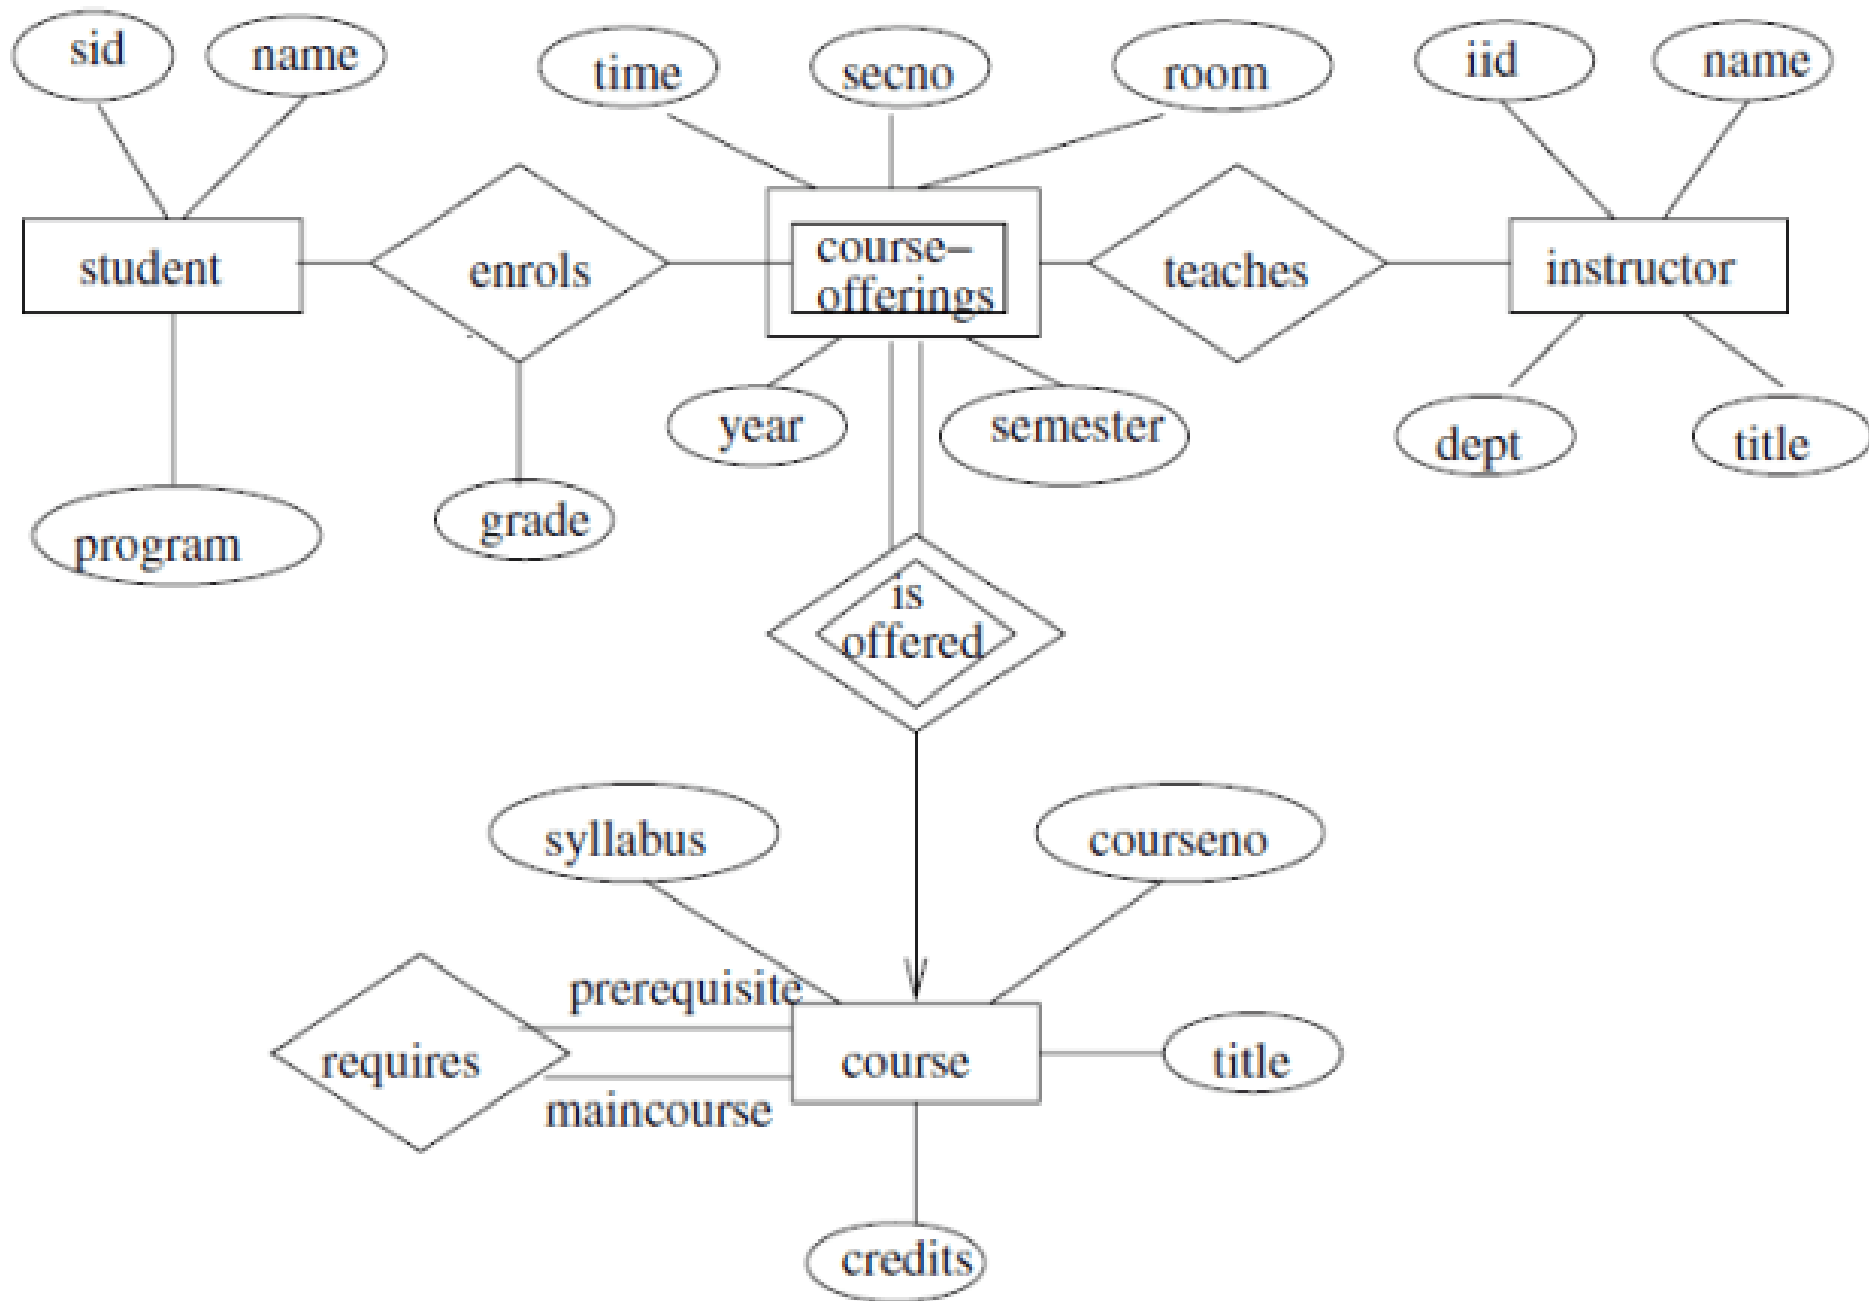 sid
name
time
secno
room
iid
name
student
enrols
course–
offerings
teaches
instructor
year
semester
dept
title
program
grade
is
offered
syllabus
courseno
prerequisite
requires
course
title
maincourse
credits